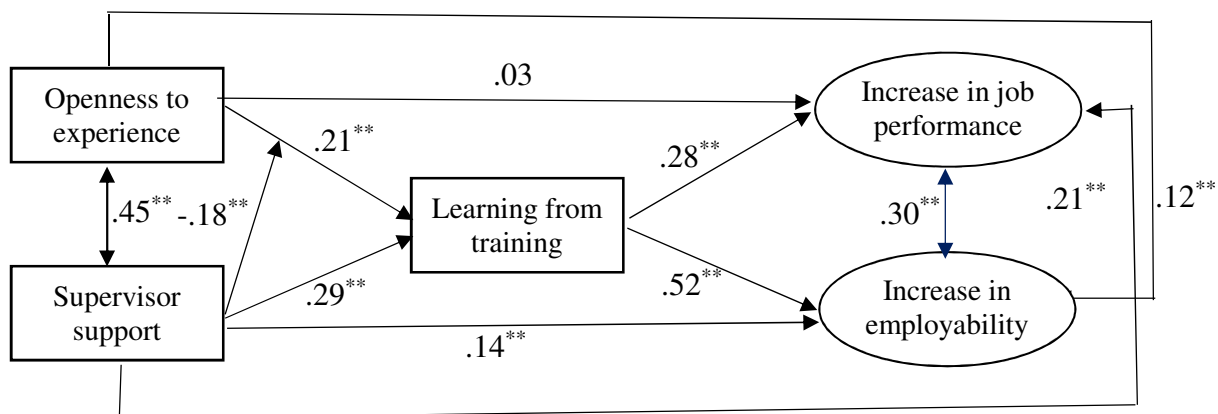 Openness to
experience
.03
Increase in job
performance
.21**
.28**
.45**
-.18**
Learning from
training
.30**
.21**
.12**
Supervisor
support
.29**
.52**
Increase in
employability
.14**